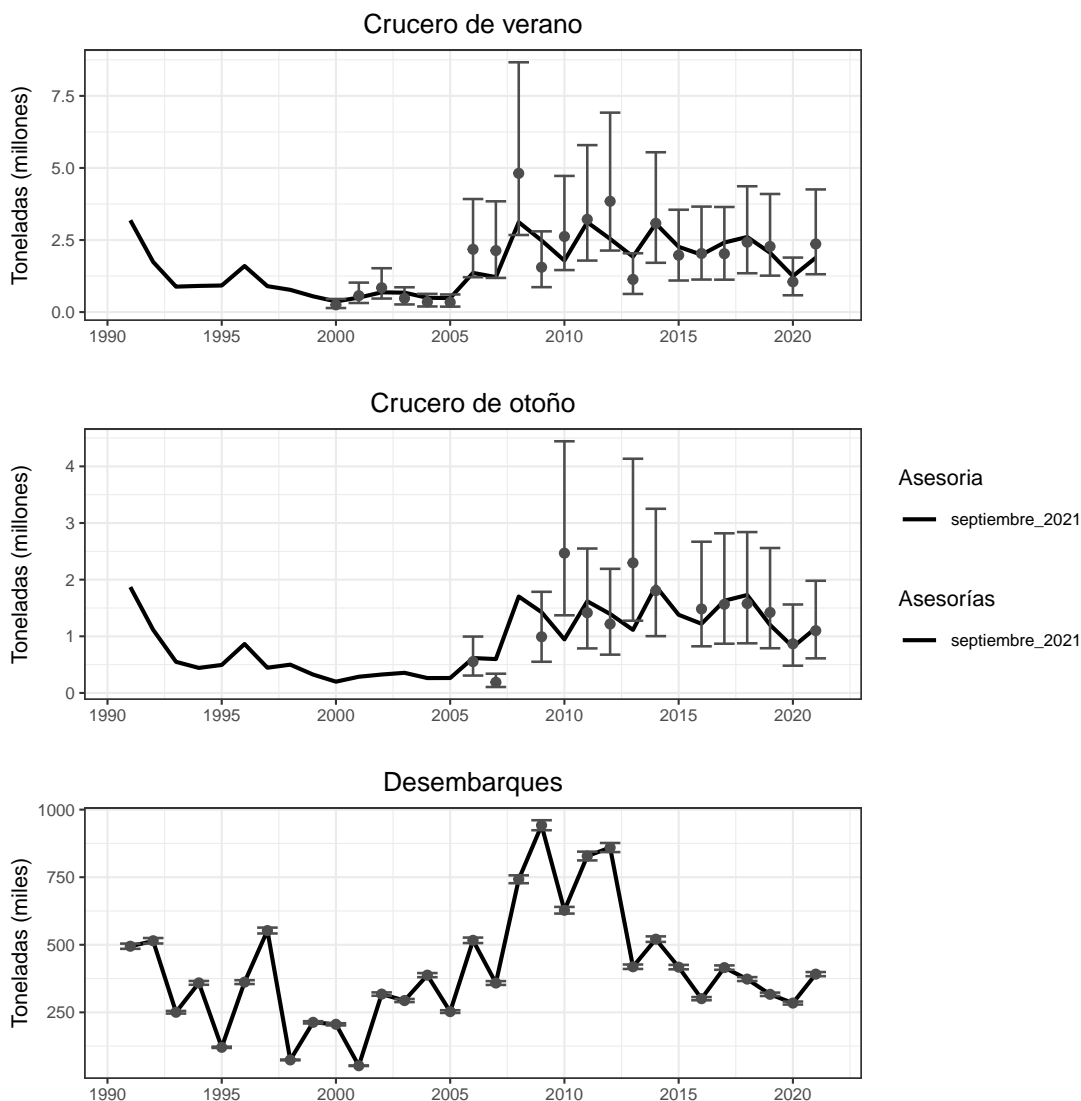 Crucero de verano
Toneladas (millones)
7.5
5.0
2.5
0.0
1990 1995 2000 2005 2010 2015 2020
Crucero de otoño
Toneladas (millones)
4
3
2
1
0
1990 1995 2000 2005 2010 2015 2020
Asesoria
septiembre_2021
Asesorías
septiembre_2021
Desembarques
Toneladas (miles)
1000
750
500
250
1990 1995 2000 2005 2010 2015 2020